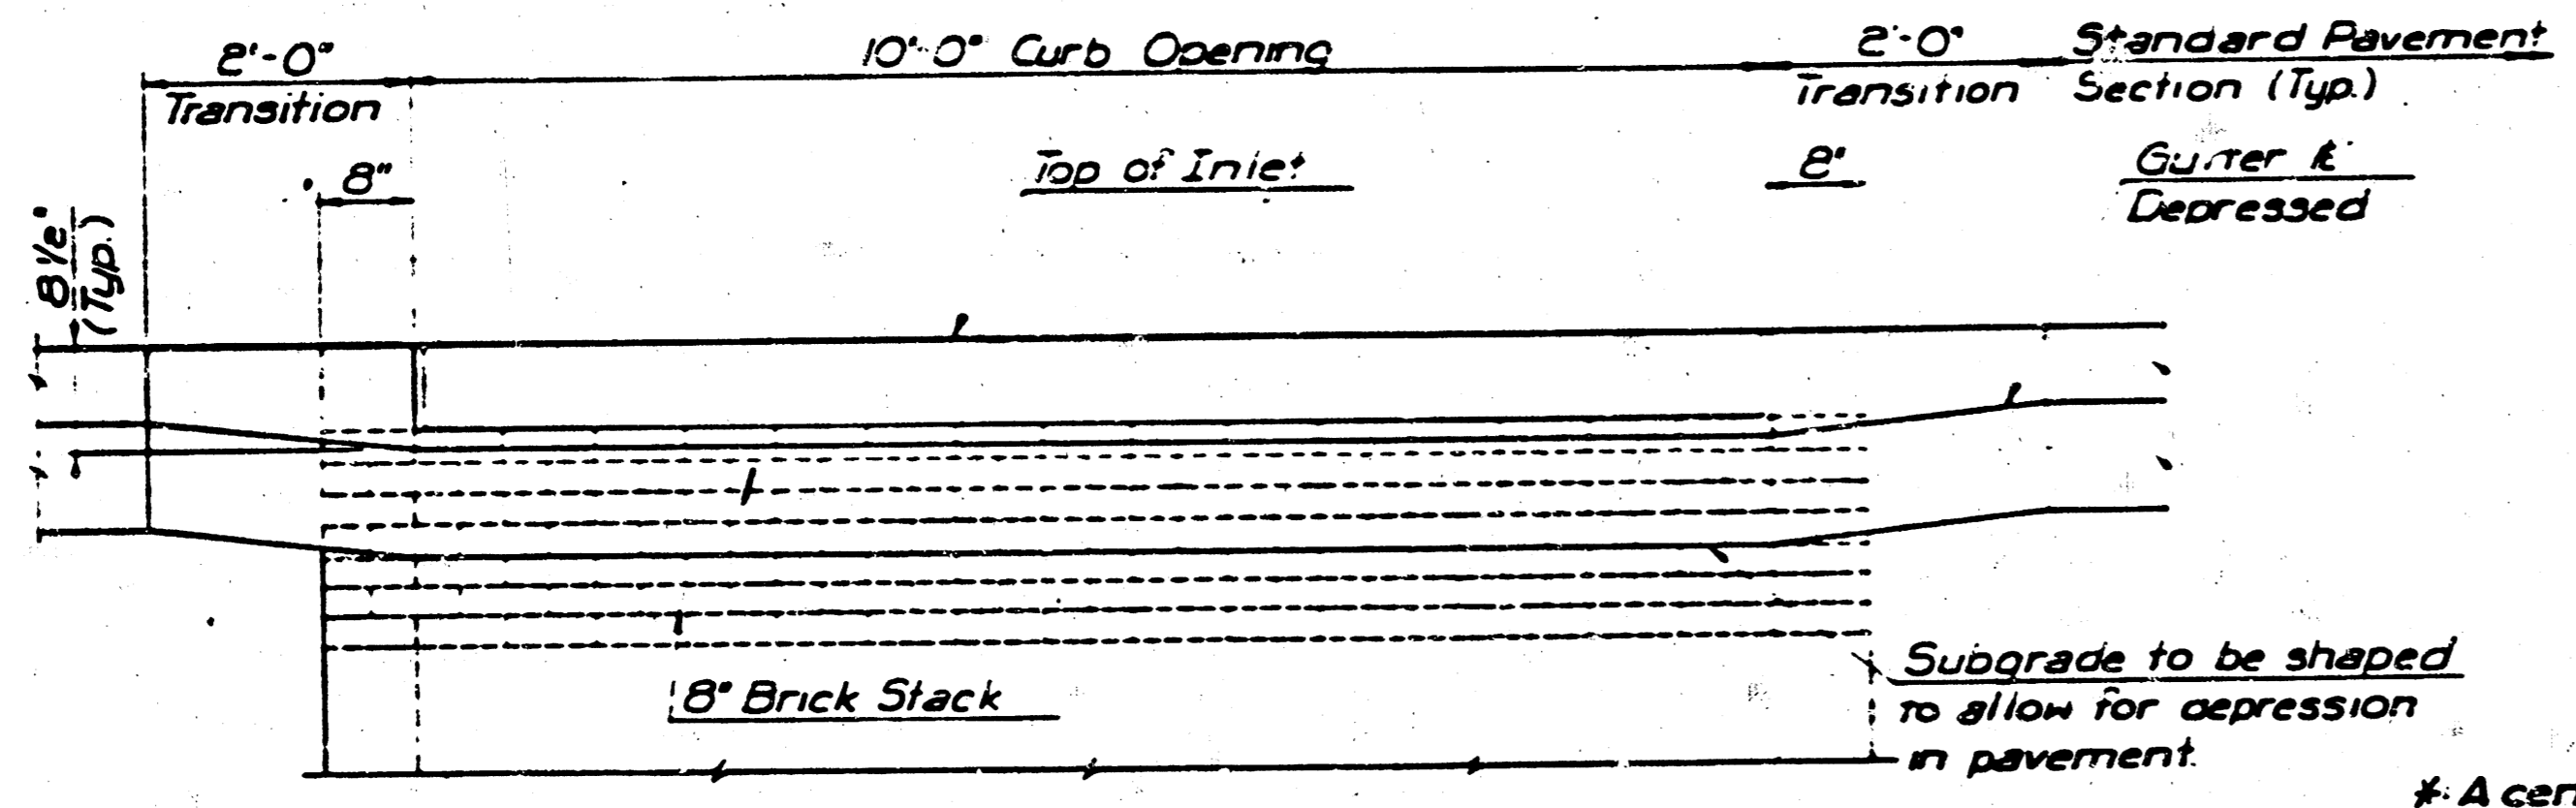 2'-0"
Transition
10'-0" Curb Opening
2'-0"
Transition
Standard Pavement
Section (Typ.)
8"
Top of Inlet
8"
Gutter ℄
Depressed
8 1/2"
(Typ.)
8" Brick Stack
Subgrade to be shaped
to allow for depression
in pavement.
* A cen